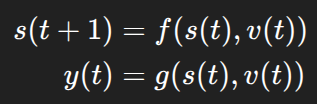 s(t + 1) = f(s(t), v(t))
y(t) = g(s(t), v(t))